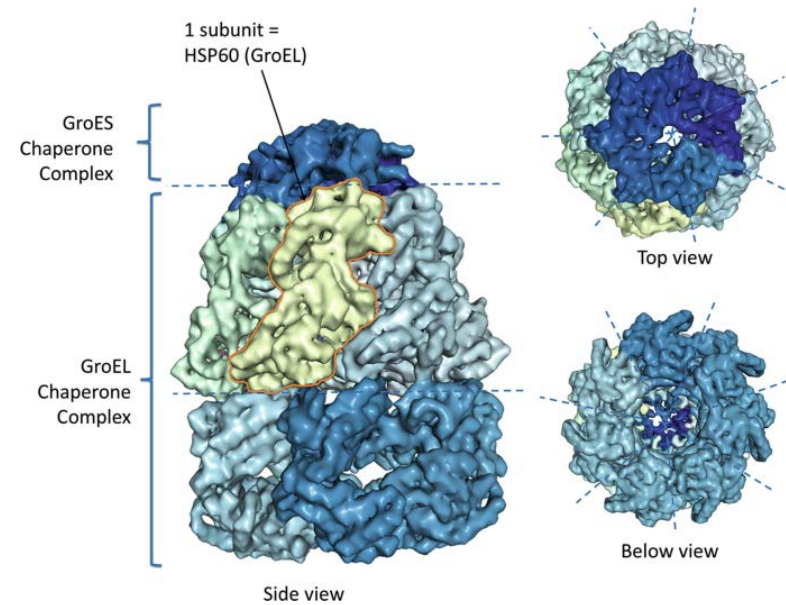 1 subunit =
HSP60 (GroEL)
GroES
Chaperone
Complex
GroEL
Chaperone
Complex
Side view
Top view
Below view